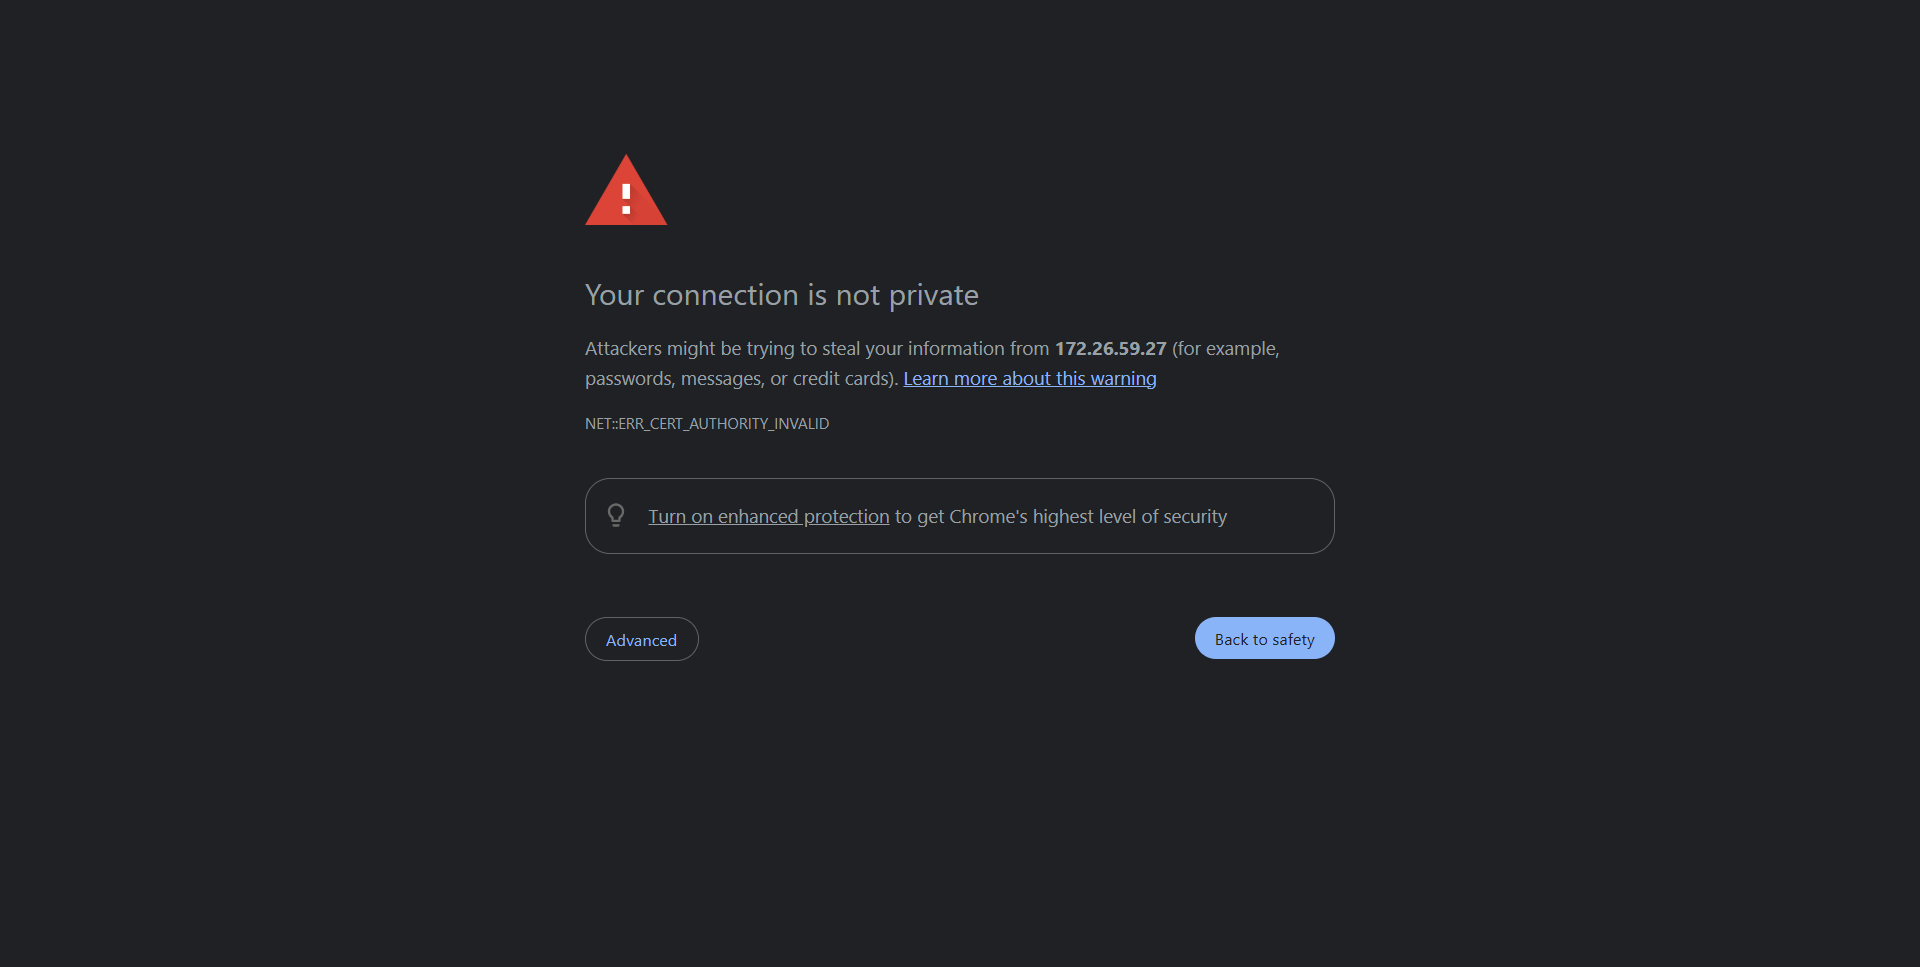 Your connection is not private
Attackers might be trying to steal your information from 172.26.59.27 (for example,
passwords, messages, or credit cards). Learn more about this warning
NET::ERR_CERT_AUTHORITY_INVALID
Turn on enhanced protection to get Chrome's highest level of security
Advanced
Back to safety